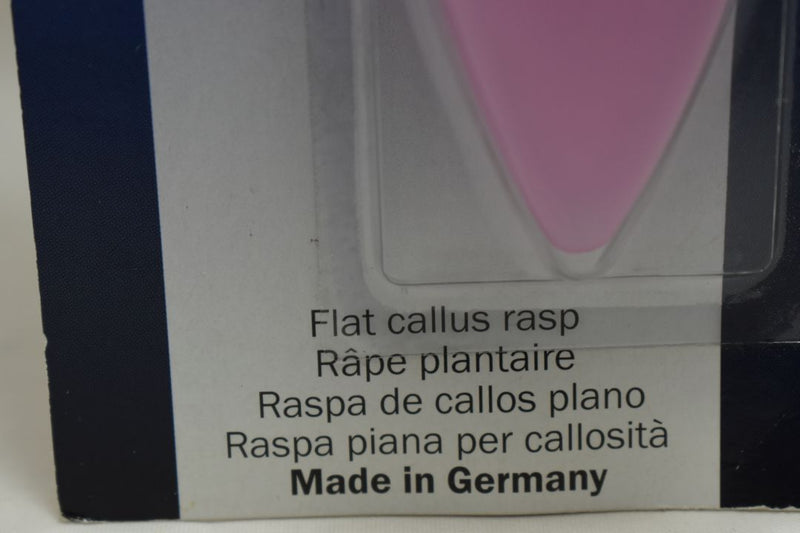 Flat callus rasp
Râpe plantaire
Raspa de callos plano
Raspa piana per callosità
Made in Germany